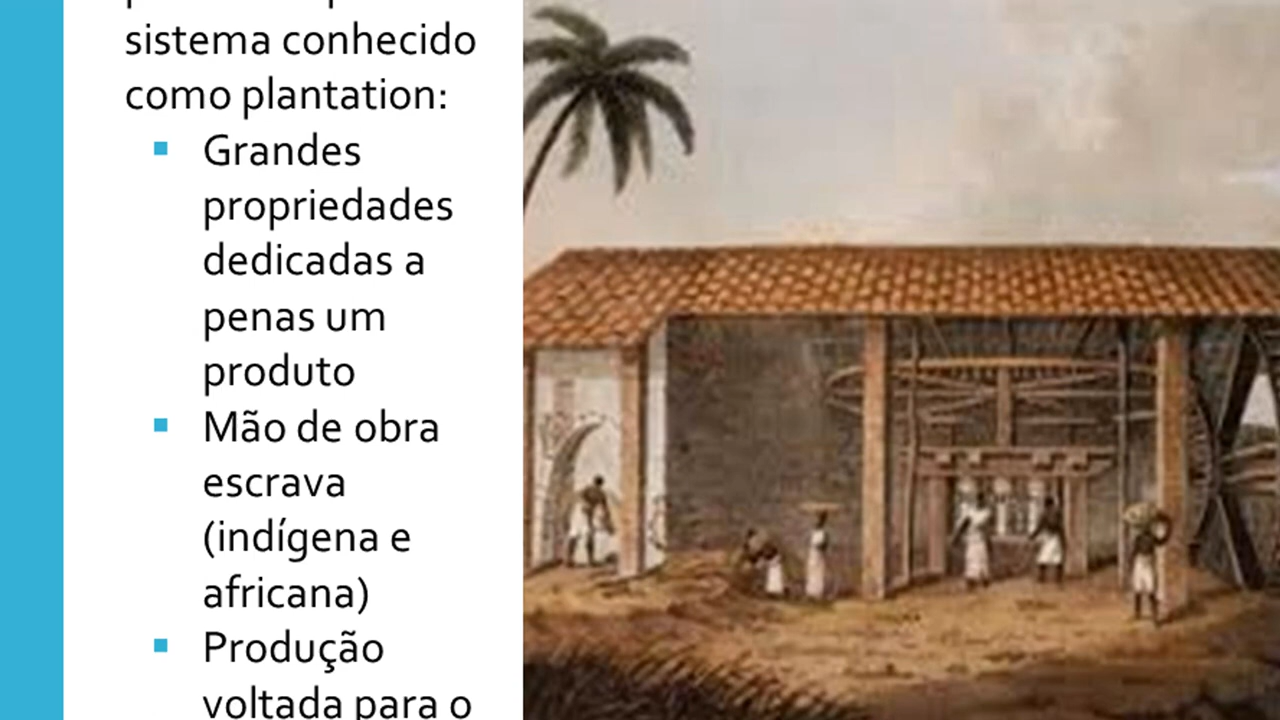 sistema conhecido
como plantation:
Grandes
propriedades
dedicadas a
penas um
produto
Mão de obra
escrava
(indígena e
africana)
Produção
voltada para o